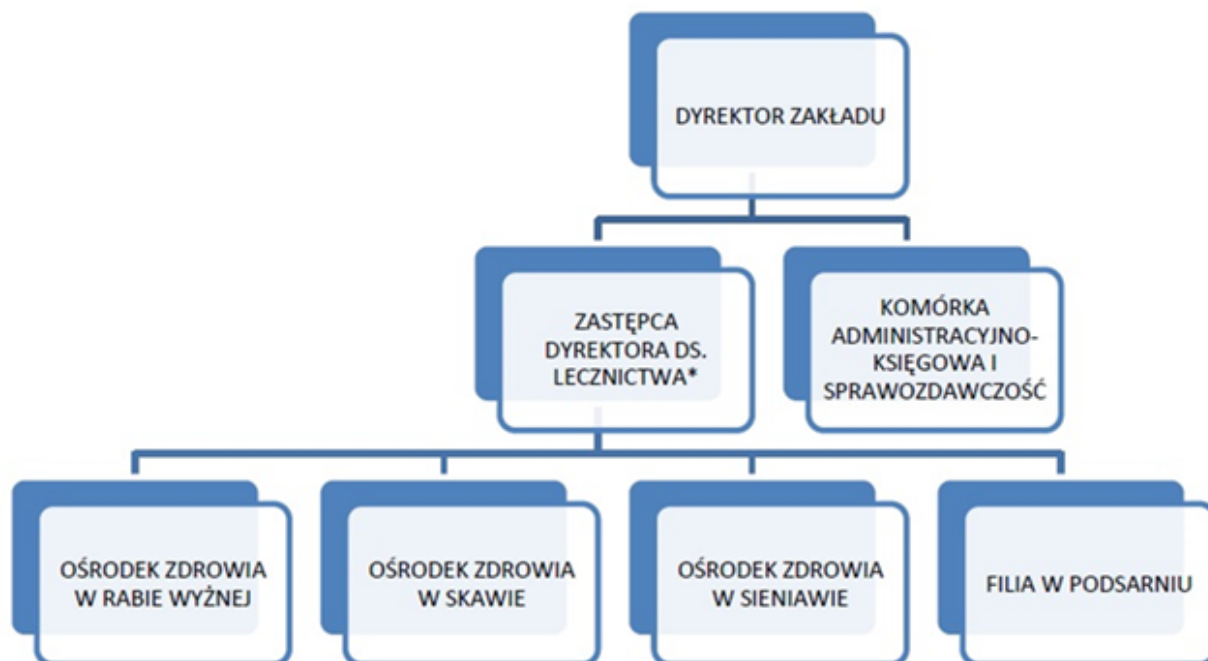 DYREKTOR ZAKŁADU
ZASTĘPCA
DYREKTORA DS.
LECZNICTWA*
KOMÓRKA
ADMINISTRACYJNO-
KSIĘGOWA I
SPRAWOZDAWCZOŚĆ
OŚRODEK ZDROWIA
W RABIE WYŻNEJ
OŚRODEK ZDROWIA
W SKAWIE
OŚRODEK ZDROWIA
W SIENIAWIE
FILIA W PODSARNIU